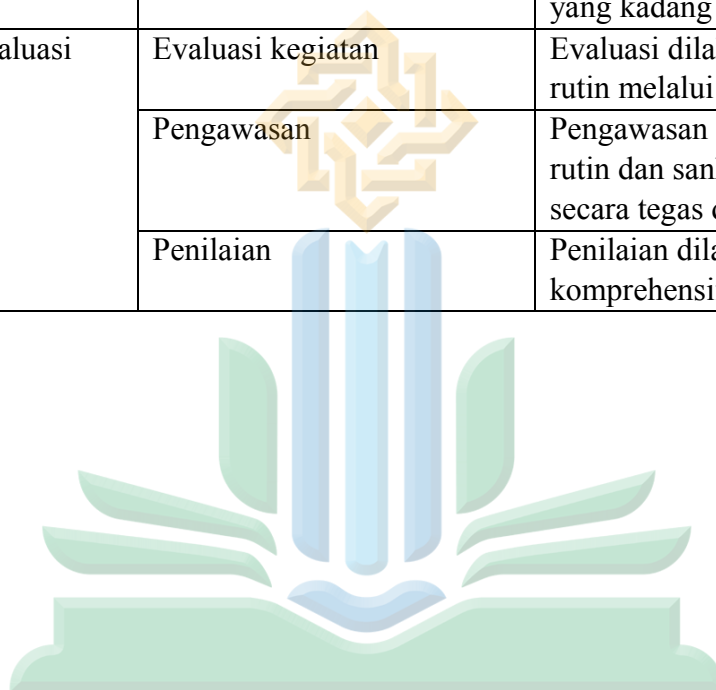 yang kadang
aluasi Evaluasi kegiatan Evaluasi dila
rutin melalui
Pengawasan Pengawasan
rutin dan san
secara tegas
Penilaian Penilaian dila
komprehensi